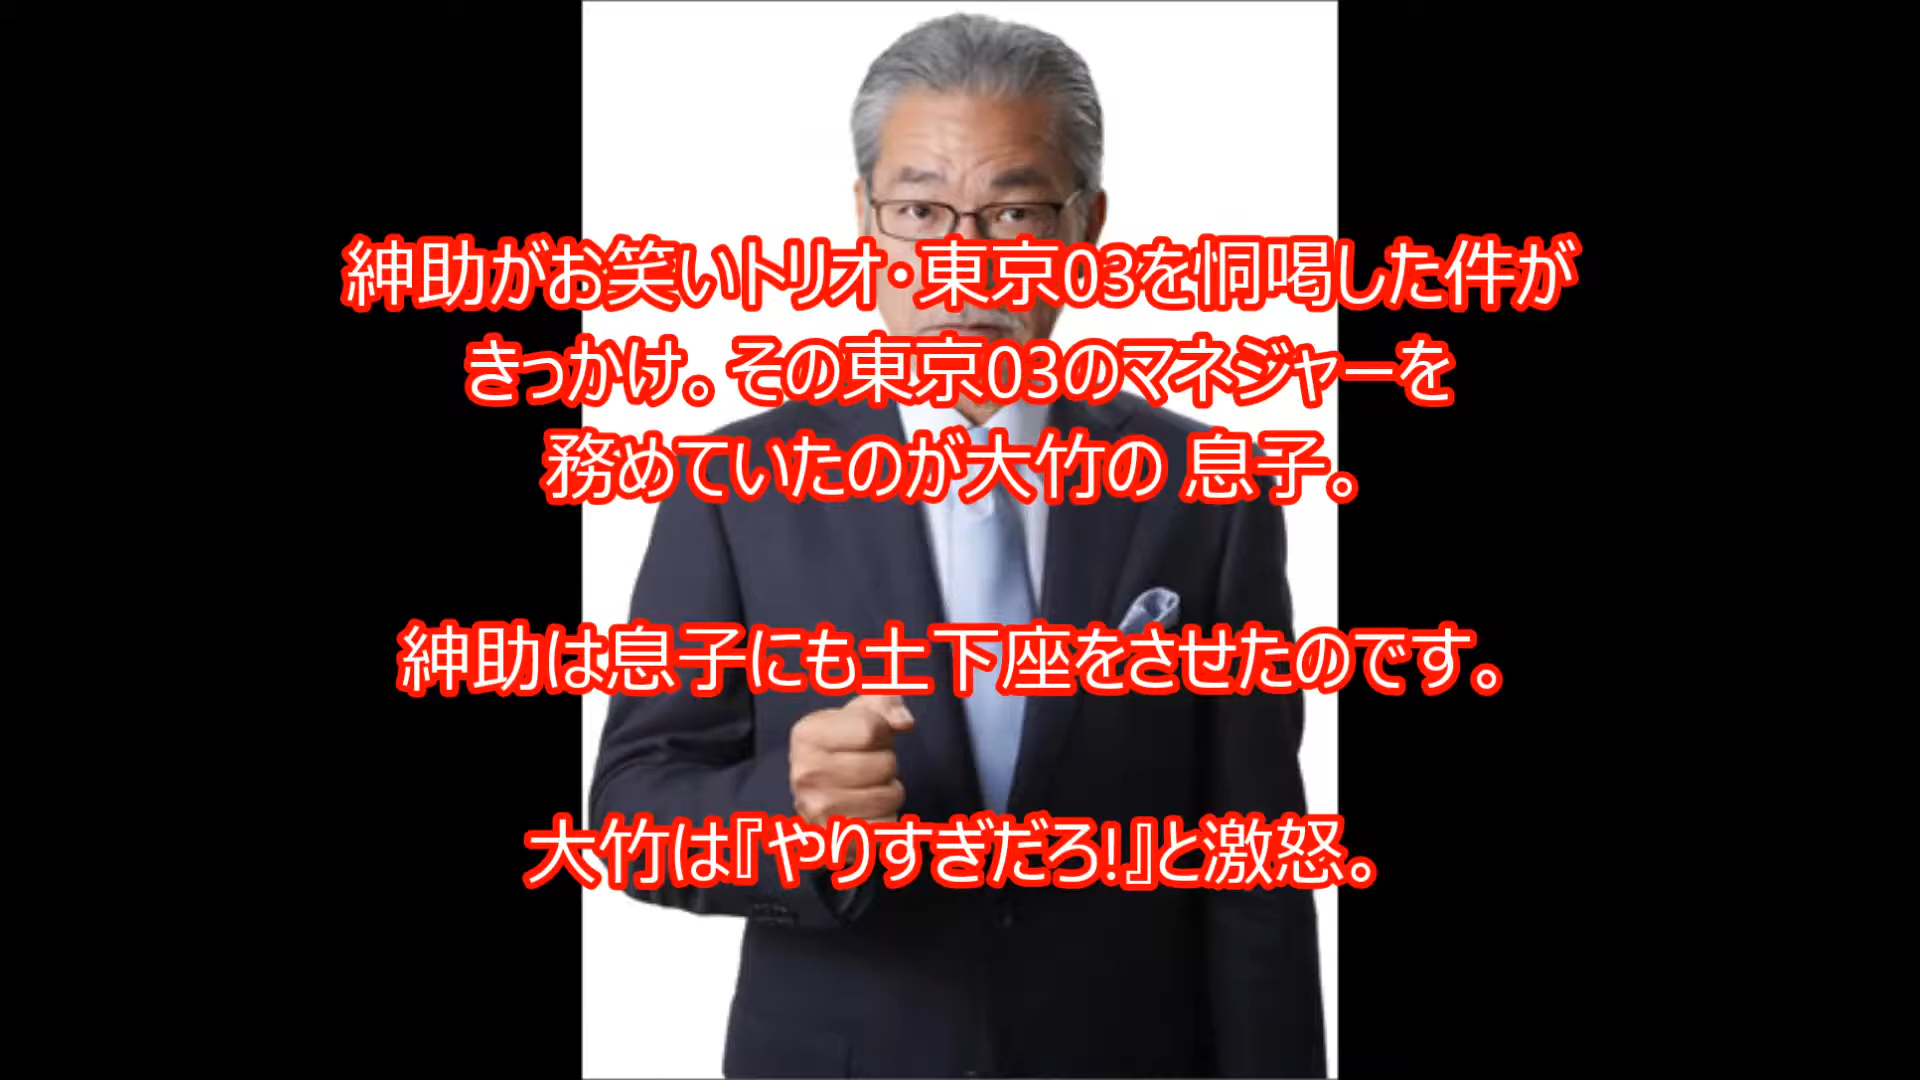 紳助がお笑いトリオ・東京03を恫喝した件が
きっかけ。その東京03のマネジャーを
務めていたのが大竹の 息子。
紳助は息子にも土下座をさせたのです。
大竹は『やりすぎだろ!』と激怒。